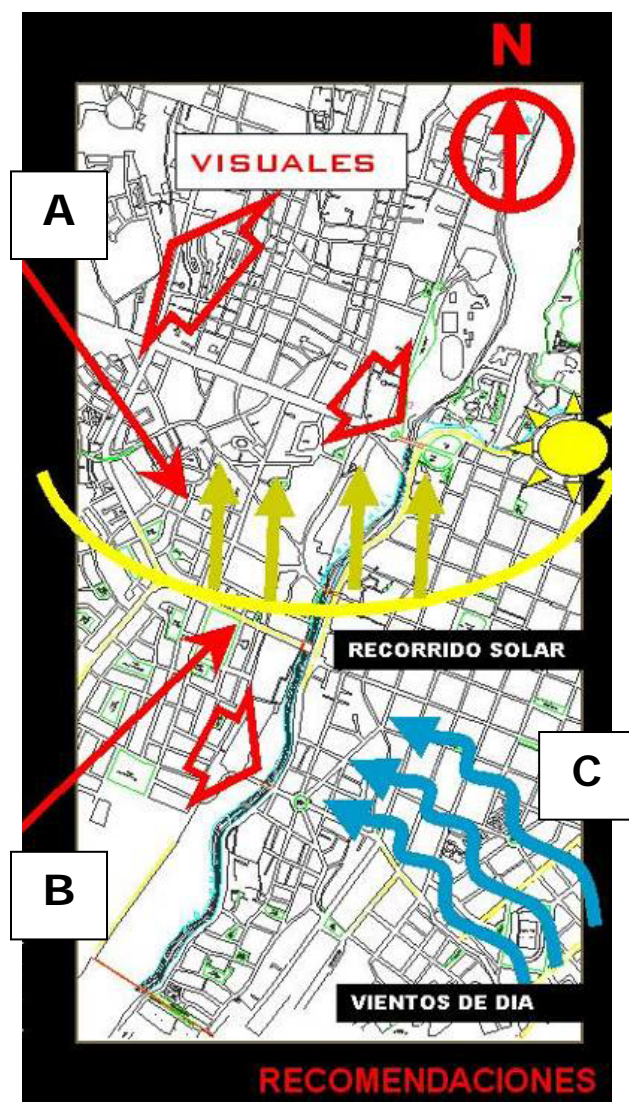 N
VISUALES
A
RECORRIDO SOLAR
C
B
VIENTOS DE DIA
RECOMENDACIONES